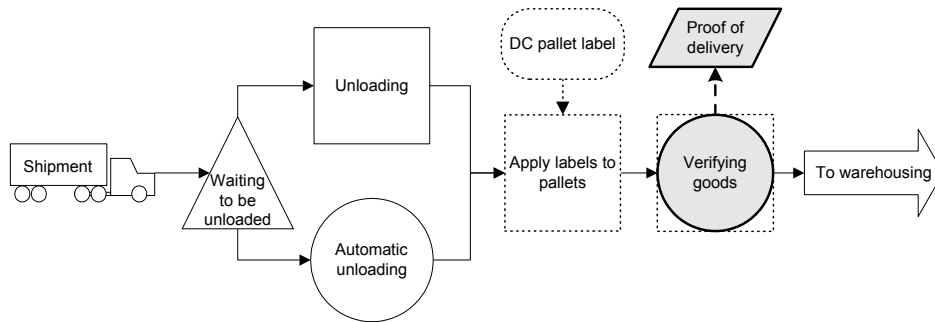 Shipment
Waiting
to be
unloaded
Unloading
Automatic
unloading
DC pallet label
Apply labels to
pallets
Proof of
delivery
Verifying
goods
To warehousing